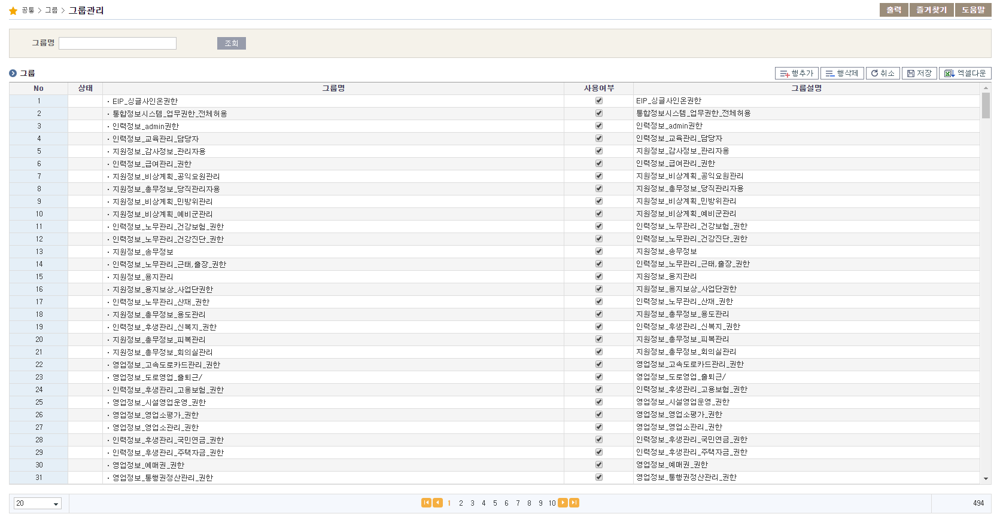 공통 > 그룹 > 그룹관리
출력 즐겨찾기 도움말
그룹명 조회
그룹
행추가 행삭제 취소 저장 엑셀다운
No 상태 그룹명 사용여부 그룹설명
1 · EIP_싱글사인온권한 EIP_싱글사인온권한
2 · 통합정보시스템_업무권한_전체허용 통합정보시스템_업무권한_전체허용
3 · 인력정보_admin권한 인력정보_admin권한
4 · 인력정보_교육관리_담당자 인력정보_교육관리_담당자
5 · 지원정보_감사정보_관리자용 지원정보_감사정보_관리자용
6 · 인력정보_급여관리_권한 인력정보_급여관리_권한
7 · 지원정보_비상계획_공익요원관리 지원정보_비상계획_공익요원관리
8 · 지원정보_총무정보_당직관리자용 지원정보_총무정보_당직관리자용
9 · 지원정보_비상계획_민방위관리 지원정보_비상계획_민방위관리
10 · 지원정보_비상계획_예비군관리 지원정보_비상계획_예비군관리
11 · 인력정보_노무관리_건강보험_권한 인력정보_노무관리_건강보험_권한
12 · 인력정보_노무관리_건강진단_권한 인력정보_노무관리_건강진단_권한
13 · 지원정보_송무정보 지원정보_송무정보
14 · 인력정보_노무관리_근태,출장_권한 인력정보_노무관리_근태,출장_권한
15 · 지원정보_용지관리 지원정보_용지관리
16 · 지원정보_용지보상_사업단권한 지원정보_용지보상_사업단권한
17 · 인력정보_노무관리_산재_권한 인력정보_노무관리_산재_권한
18 · 지원정보_총무정보_용도관리 지원정보_총무정보_용도관리
19 · 인력정보_후생관리_신복지_권한 인력정보_후생관리_신복지_권한
20 · 지원정보_총무정보_피복관리 지원정보_총무정보_피복관리
21 · 지원정보_총무정보_회의실관리 지원정보_총무정보_회의실관리
22 · 영업정보_고속도로카드관리_권한 영업정보_고속도로카드관리_권한
23 · 영업정보_도로영업_출퇴근/ 영업정보_도로영업_출퇴근/
24 · 인력정보_후생관리_고용보험_권한 인력정보_후생관리_고용보험_권한
25 · 영업정보_시설영업운영_권한 영업정보_시설영업운영_권한
26 · 영업정보_영업소평가_권한 영업정보_영업소평가_권한
27 · 영업정보_영업소관리_권한 영업정보_영업소관리_권한
28 · 인력정보_후생관리_국민연금_권한 인력정보_후생관리_국민연금_권한
29 · 인력정보_후생관리_주택자금_권한 인력정보_후생관리_주택자금_권한
30 · 영업정보_예매권_권한 영업정보_예매권_권한
31 · 영업정보_통행권정산관리_권한 영업정보_통행권정산관리_권한
20 1 2 3 4 5 6 7 8 9 10 494